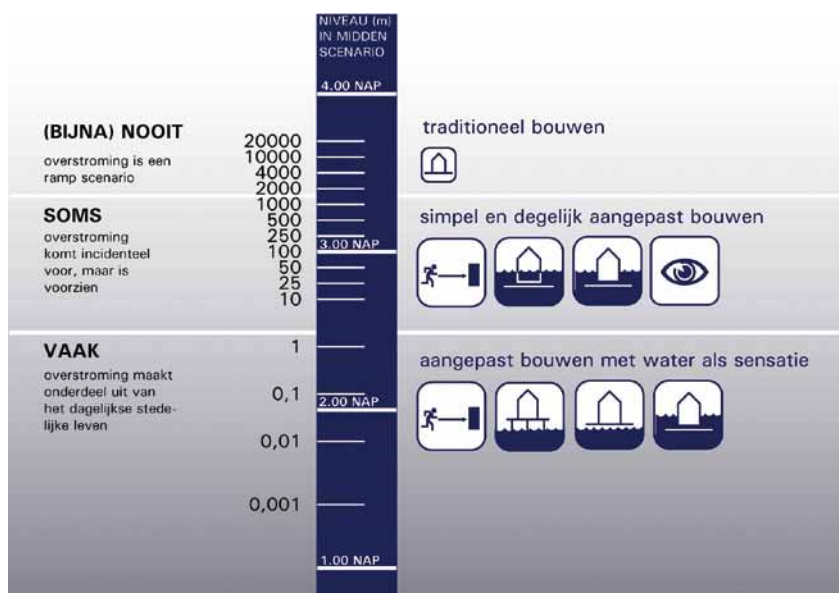 NIVEAU (m)
IN MIDDEN
SCENARIO
4.00 NAP
(BIJNA) NOOIT
overstroming is een
ramp scenario
20000
10000
4000
2000
traditioneel bouwen
SOMS
overstroming
komt incidenteel
voor, maar is
voorzien
1000
500
250
100
50
25
10
3.00 NAP
simpel en degelijk aangepast bouwen
VAAK
overstroming maakt
onderdeel uit van
het dagelijkse stede-
lijke leven
1
0,1
0,01
0,001
2.00 NAP
1.00 NAP
aangepast bouwen met water als sensatie